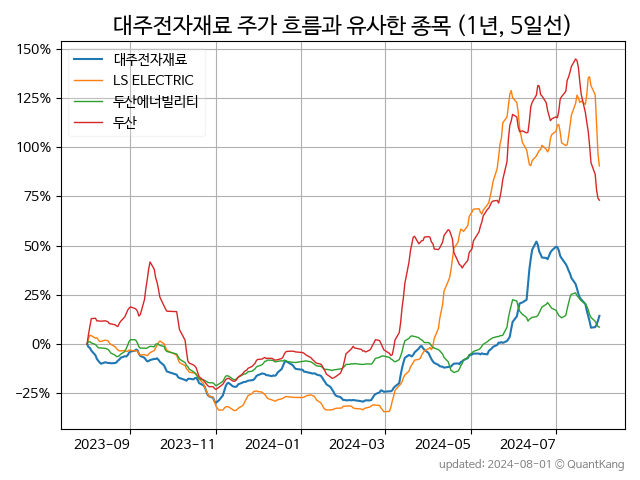 대주전자재료 주가 흐름과 유사한 종목 (1년, 5일선)
150%
125%
100%
75%
50%
25%
0%
−25%
대주전자재료
LS ELECTRIC
두산에너빌리티
두산
2023-09
2023-11
2024-01
2024-03
2024-05
2024-07
updated: 2024-08-01 © QuantKang